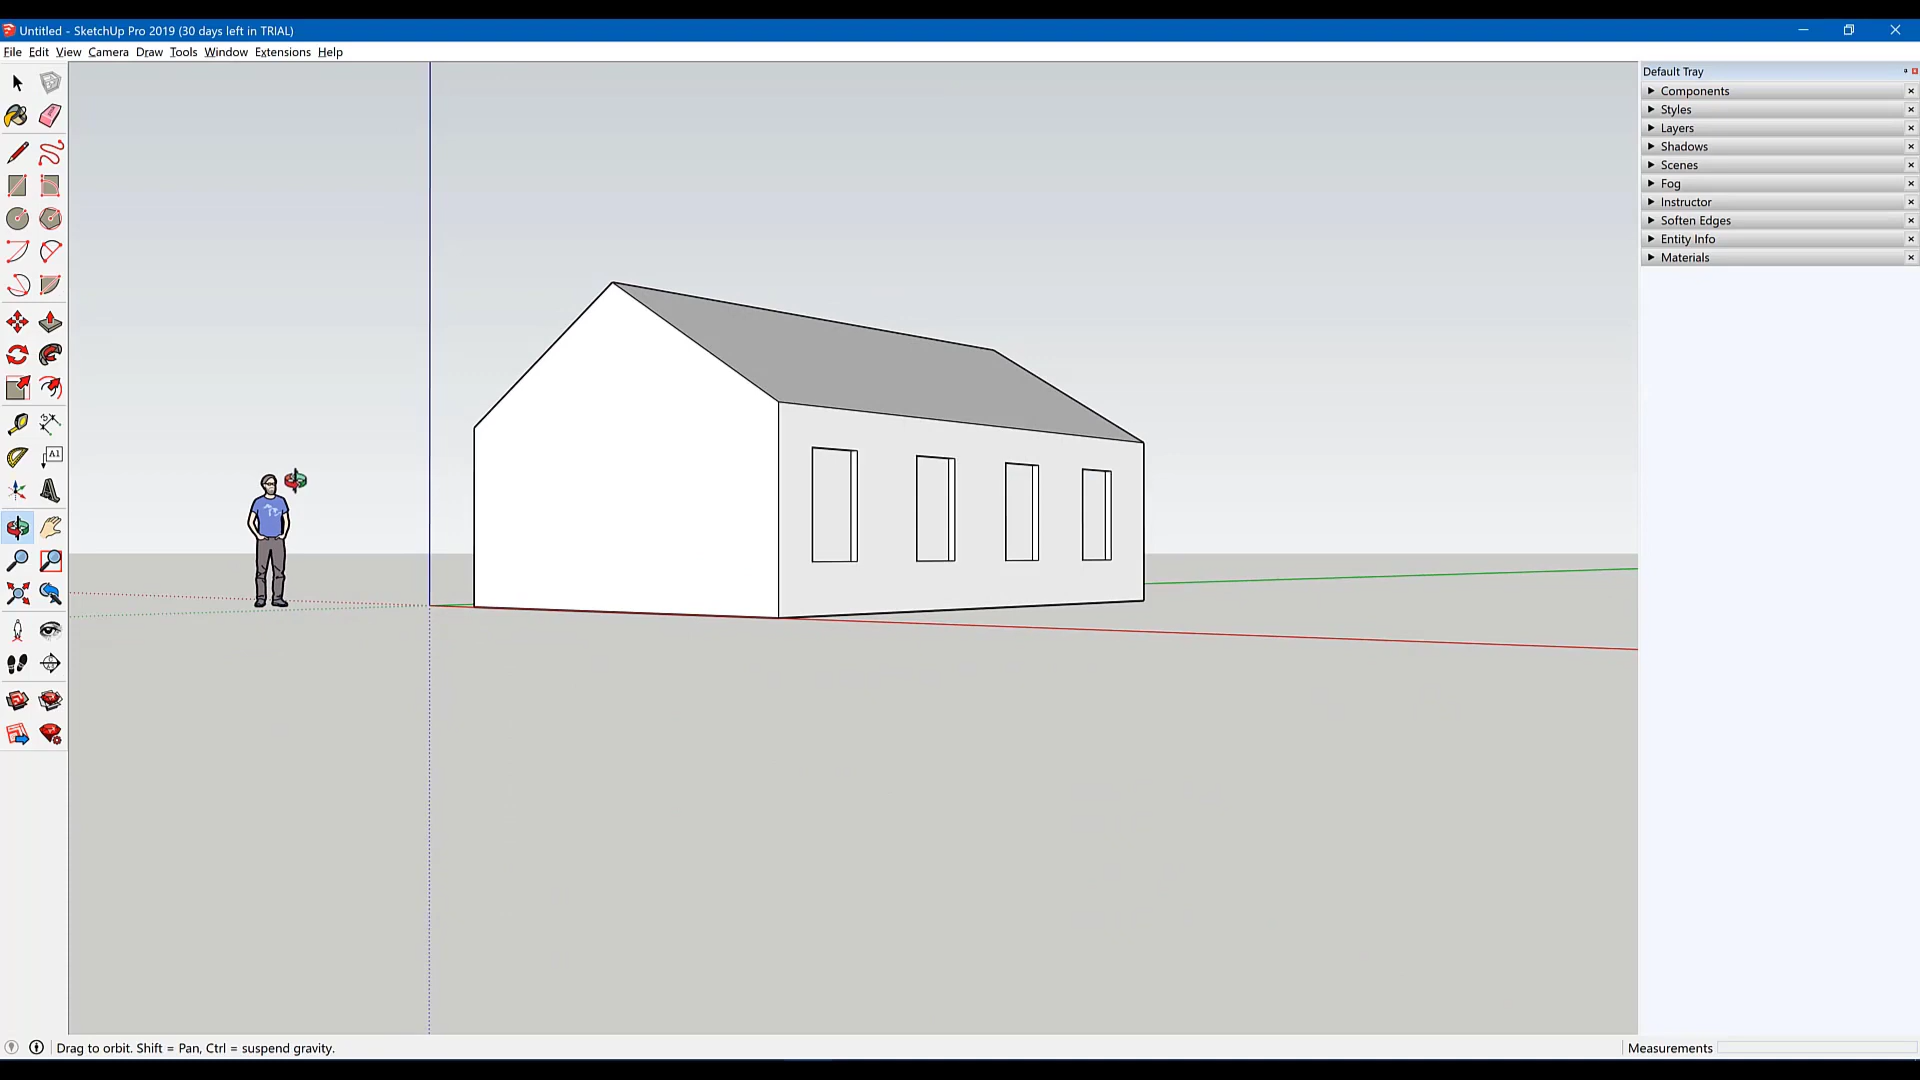 Untitled - SketchUp Pro 2019 (30 days left in TRIAL)
File Edit View Camera Draw Tools Window Extensions Help
Default Tray
Components
Styles
Layers
Shadows
Scenes
Fog
Instructor
Soften Edges
Entity Info
Materials
A1
Drag to orbit. Shift = Pan, Ctrl = suspend gravity.
Measurements